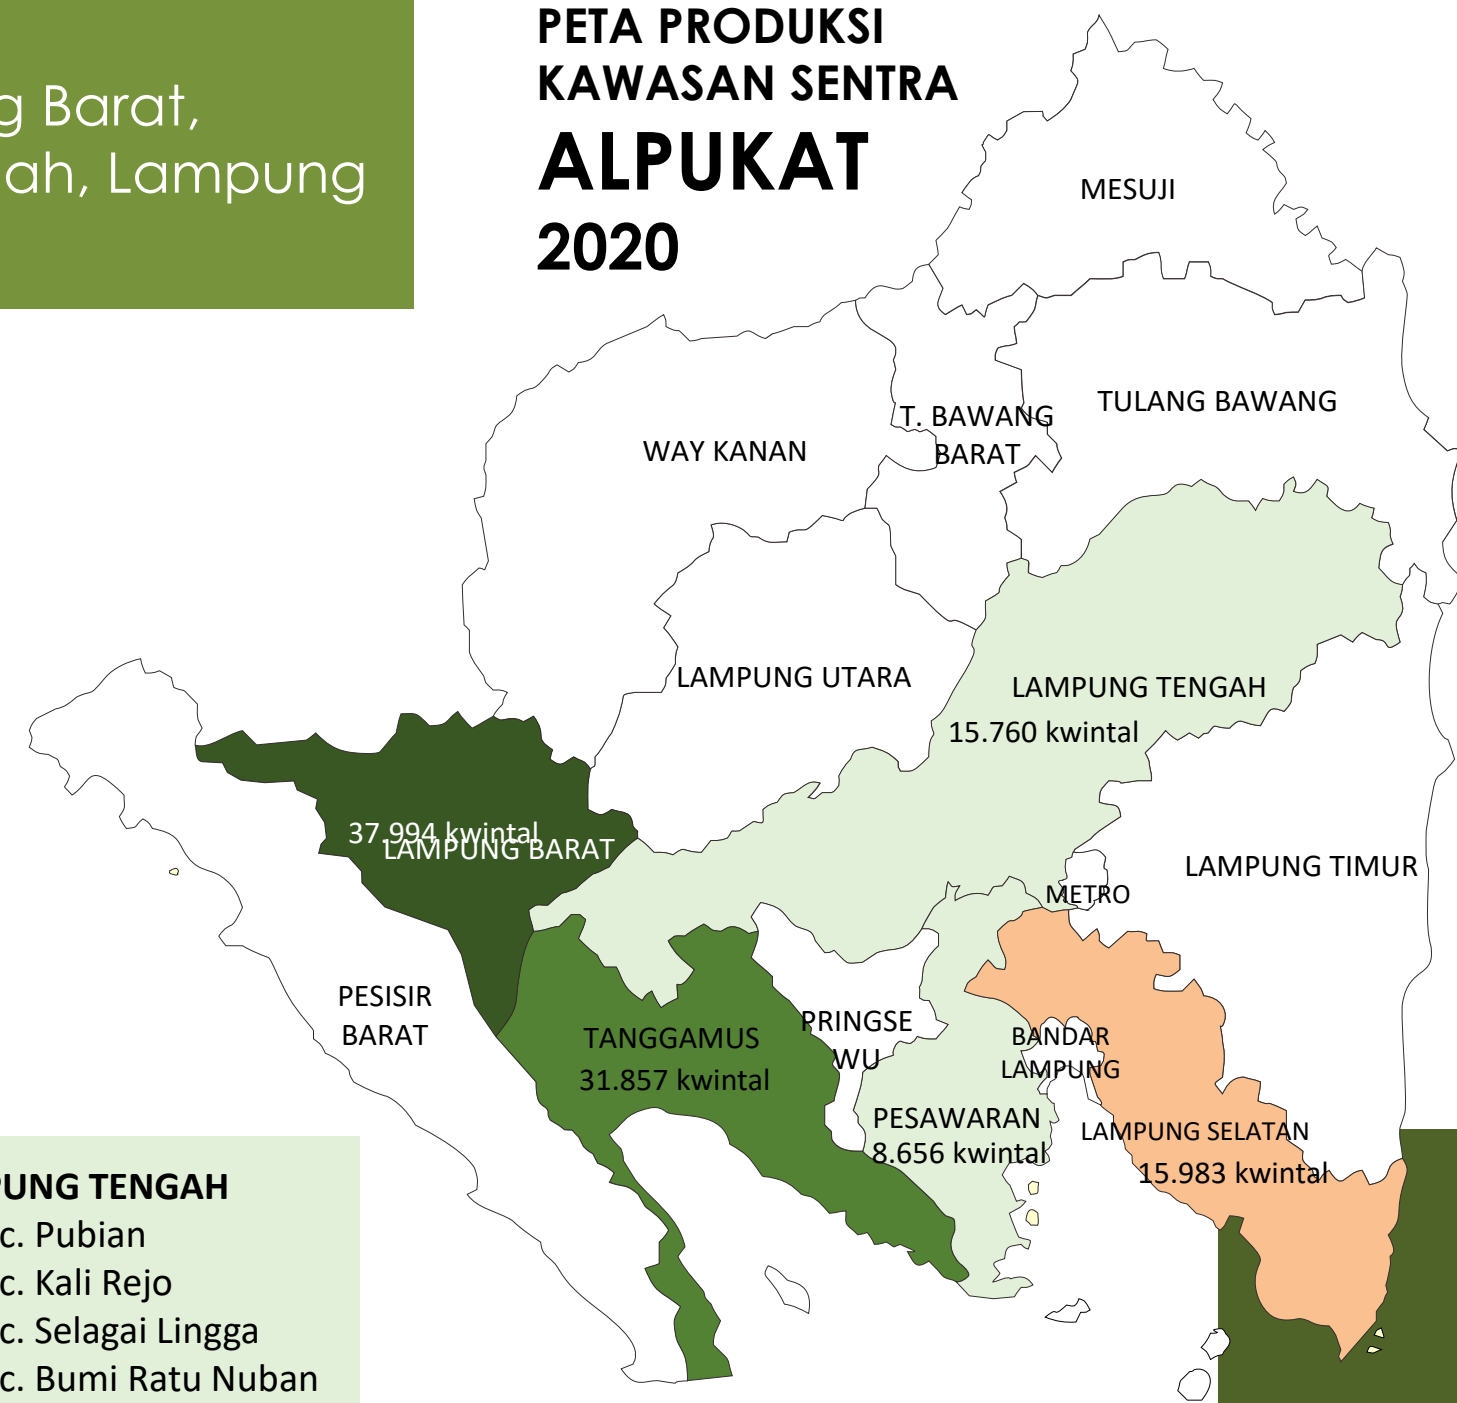 g Barat,
ah, Lampung
PETA PRODUKSI
KAWASAN SENTRA
ALPUKAT
2020
MESUJI
TULANG BAWANG
T. BAWANG
BARAT
WAY KANAN
LAMPUNG UTARA
LAMPUNG TENGAH
15.760 kwintal
37.994 kwintal
LAMPUNG BARAT
LAMPUNG TIMUR
METRO
PESISIR
BARAT
TANGGAMUS
31.857 kwintal
PRINGSE
WU
BANDAR
LAMPUNG
PESAWARAN
8.656 kwintal
LAMPUNG SELATAN
15.983 kwintal
PUNG TENGAH
c. Pubian
c. Kali Rejo
c. Selagai Lingga
c. Bumi Ratu Nuban